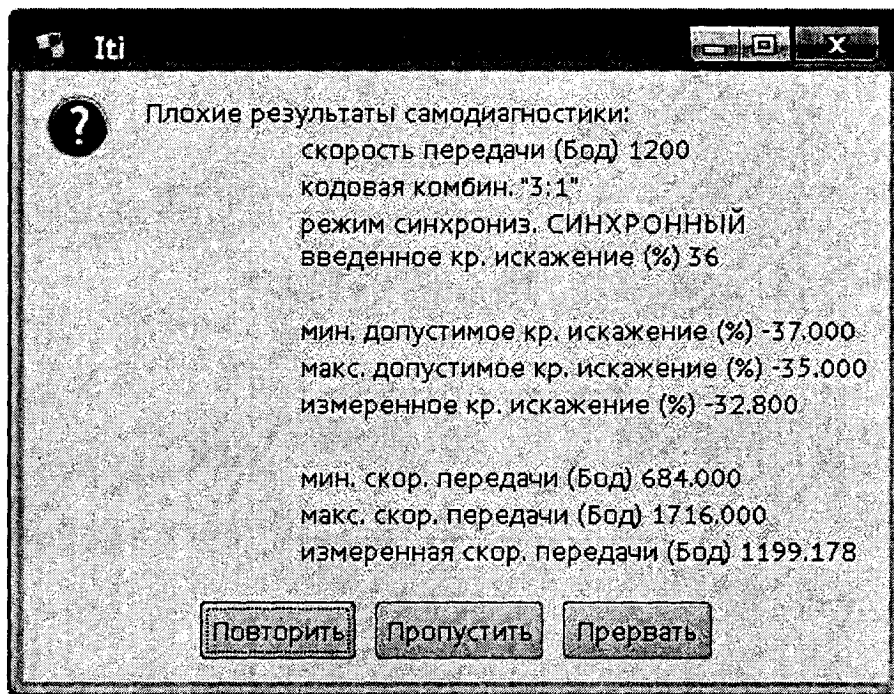 Iti
Плохие результаты самодиагностики:
скорость передачи (Бод) 1200
кодовая комбин. "3:1"
режим синхрониз. СИНХРОННЫЙ
введенное кр. искажение (%) 36
мин. допустимое кр. искажение (%) -37.000
макс. допустимое кр. искажение (%) -35.000
измеренное кр. искажение (%) -32.800
мин. скор. передачи (Бод) 684.000
макс. скор. передачи (Бод) 1716.000
измеренная скор. передачи (Бод) 1199.178
Повторить Пропустить Прервать